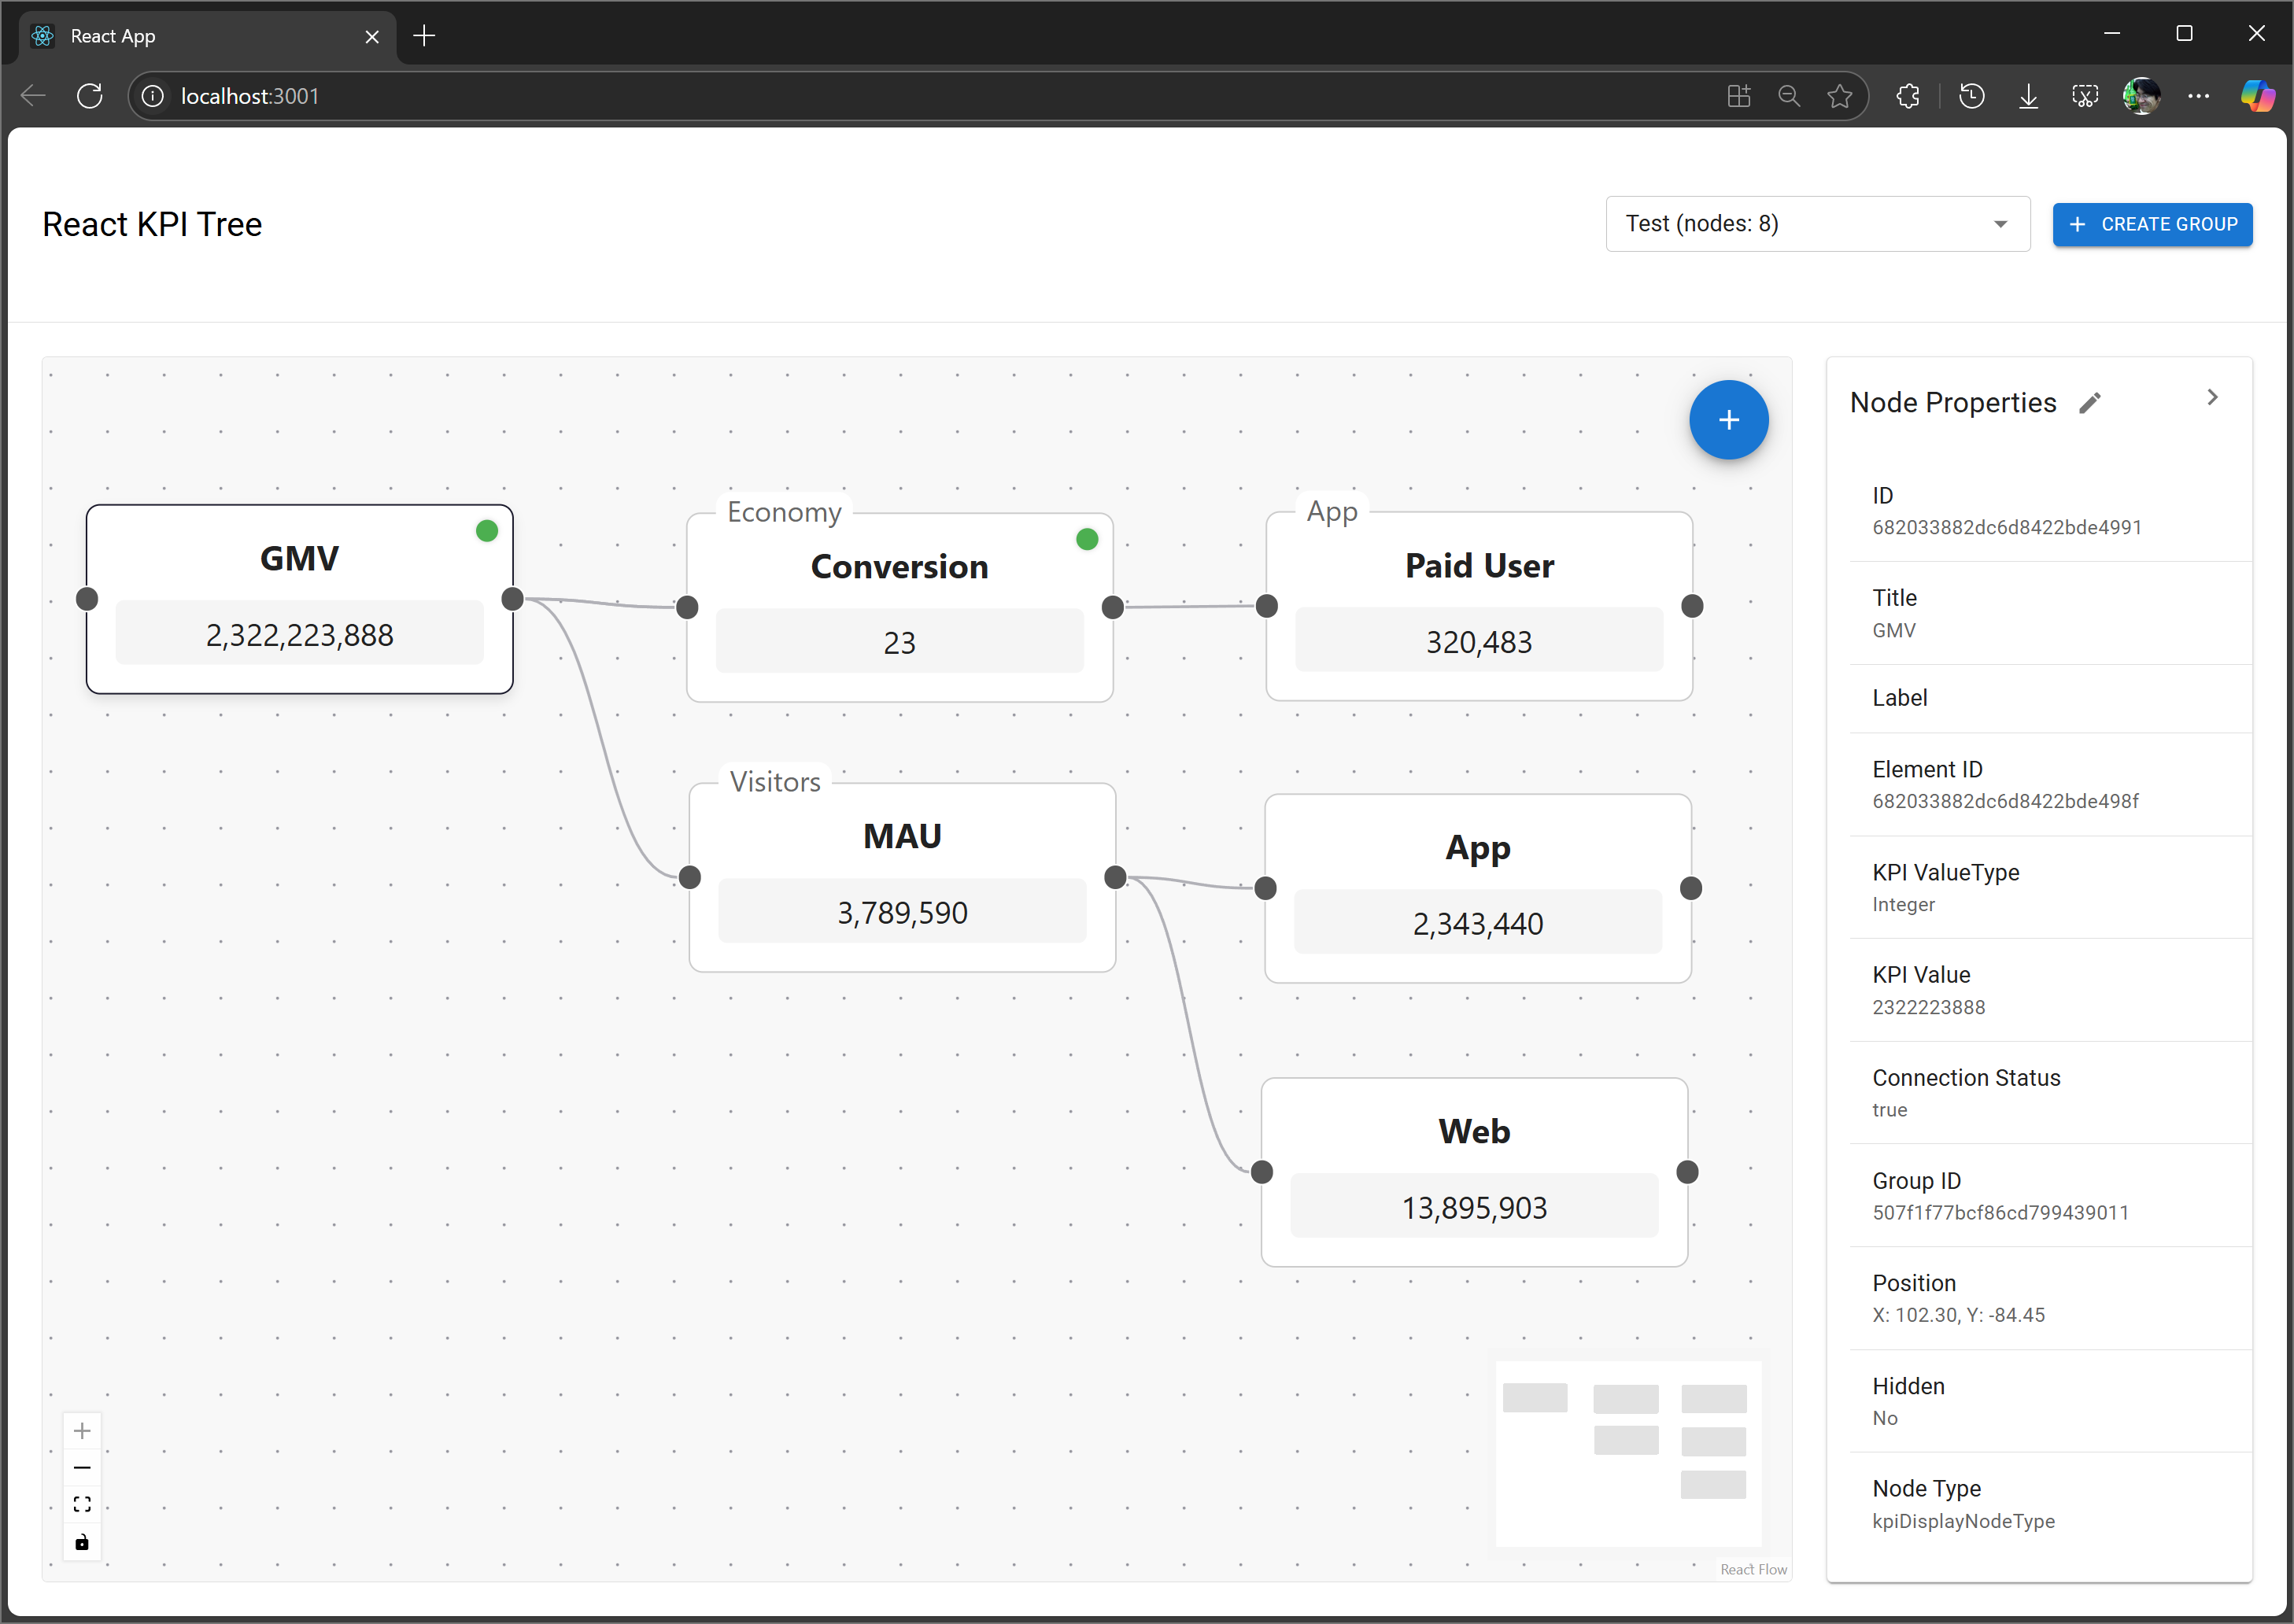 React App
localhost:3001
React KPI Tree
Test (nodes: 8)
CREATE GROUP
GMV
2,322,223,888
Economy
Conversion
23
App
Paid User
320,483
Visitors
MAU
3,789,590
App
2,343,440
Web
13,895,903
React Flow
Node Properties
ID
682033882dc6d8422bde4991
Title
GMV
Label
Element ID
682033882dc6d8422bde498f
KPI ValueType
Integer
KPI Value
2322223888
Connection Status
true
Group ID
507f1f77bcf86cd799439011
Position
X: 102.30, Y: -84.45
Hidden
No
Node Type
kpiDisplayNodeType